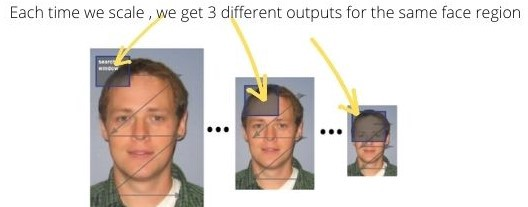 Each time we scale , we get 3 different outputs for the same face region
search
window